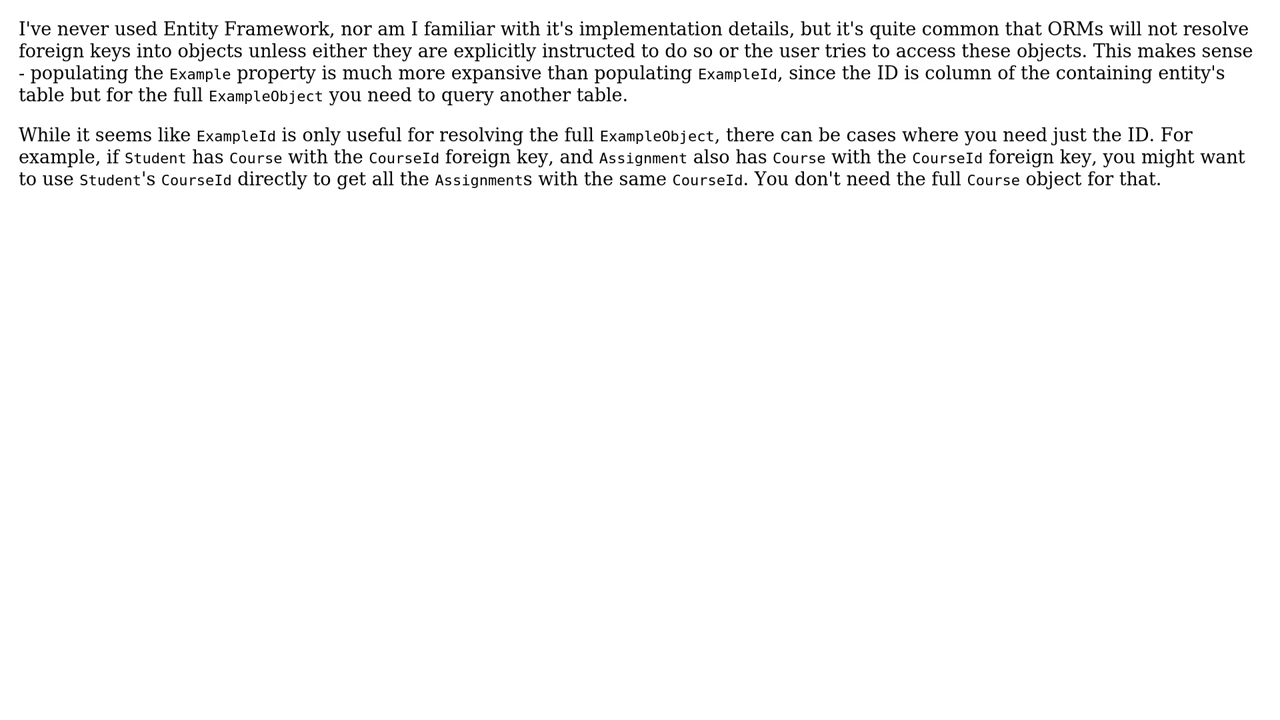 I've never used Entity Framework, nor am I familiar with it's implementation details, but it's quite common that ORMs will not resolve
foreign keys into objects unless either they are explicitly instructed to do so or the user tries to access these objects. This makes sense
- populating the Example property is much more expansive than populating ExampleId, since the ID is column of the containing entity's
table but for the full ExampleObject you need to query another table.
While it seems like ExampleId is only useful for resolving the full ExampleObject, there can be cases where you need just the ID. For
example, if Student has Course with the CourseId foreign key, and Assignment also has Course with the CourseId foreign key, you might want
to use Student's CourseId directly to get all the Assignments with the same CourseId. You don't need the full Course object for that.